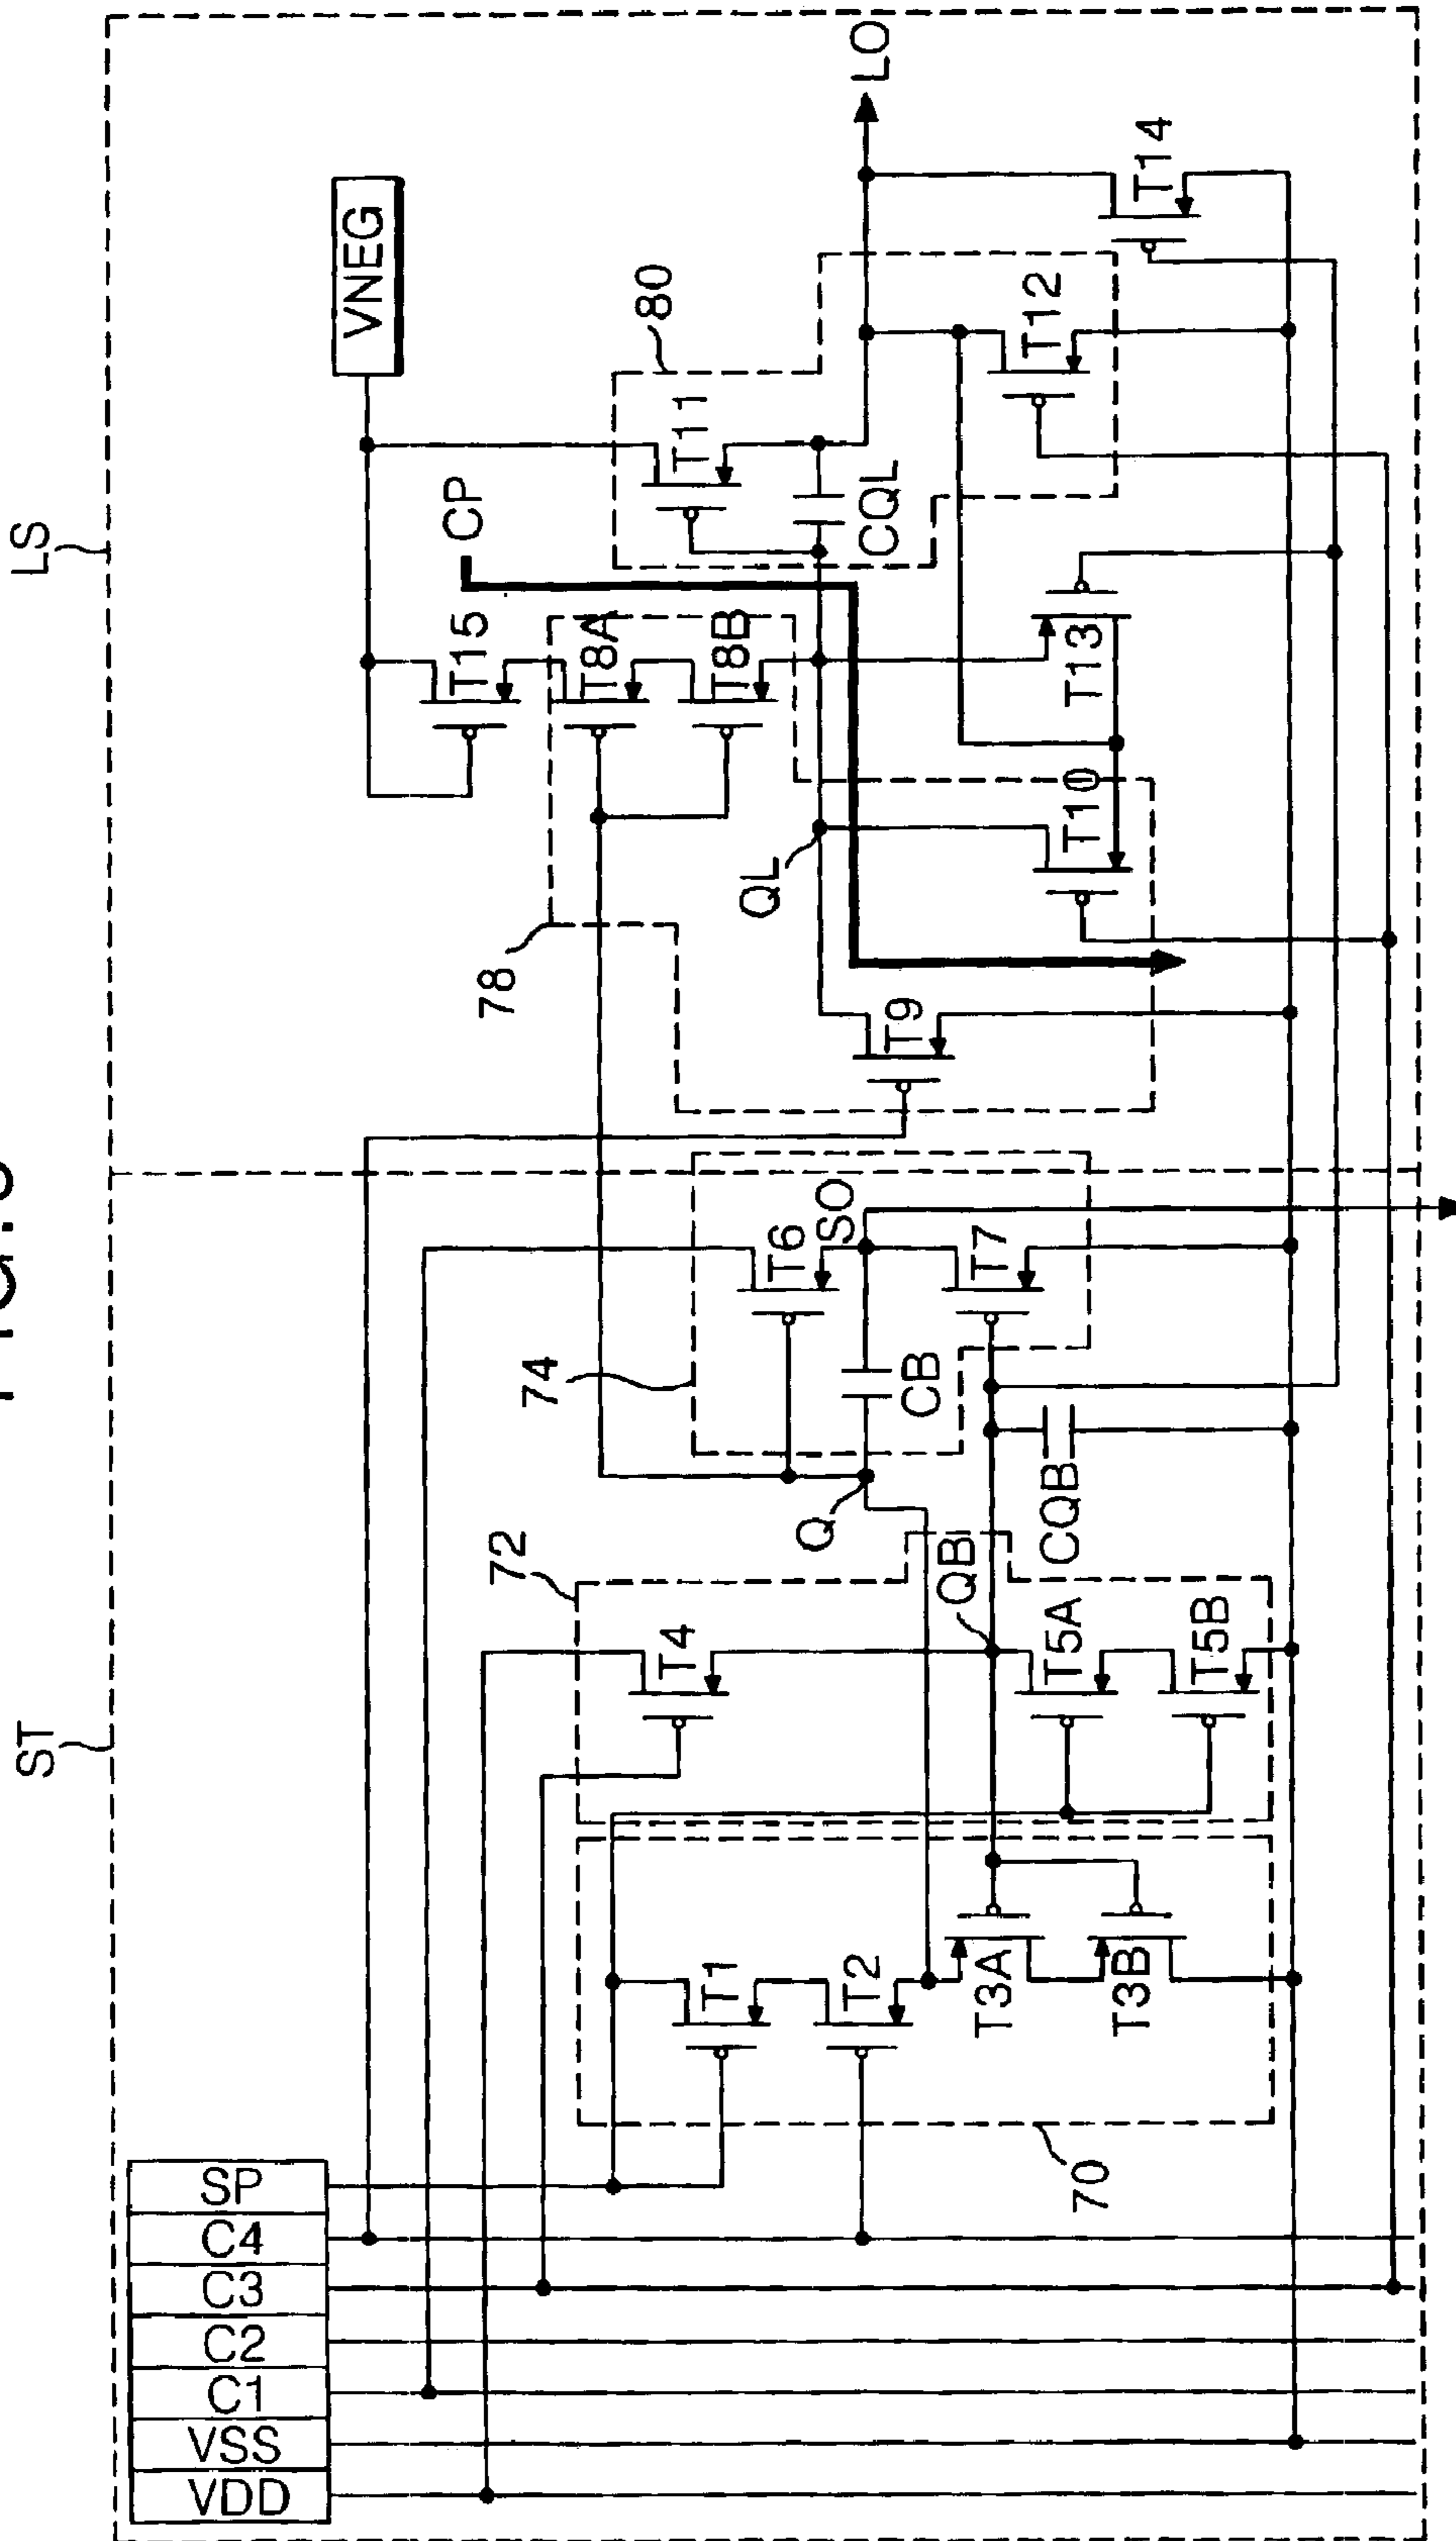 LS
ST
VNEG
LO
CP
80
T11
T12
T14
CQL
T15
T8A
T8B
T13
T10
QL
78
T9
74
T6
SO
T7
CB
Q
CQB
72
QB
T4
T5A
T5B
T1
T2
T3A
T3B
70
SP
C4
C3
C2
C1
VSS
VDD